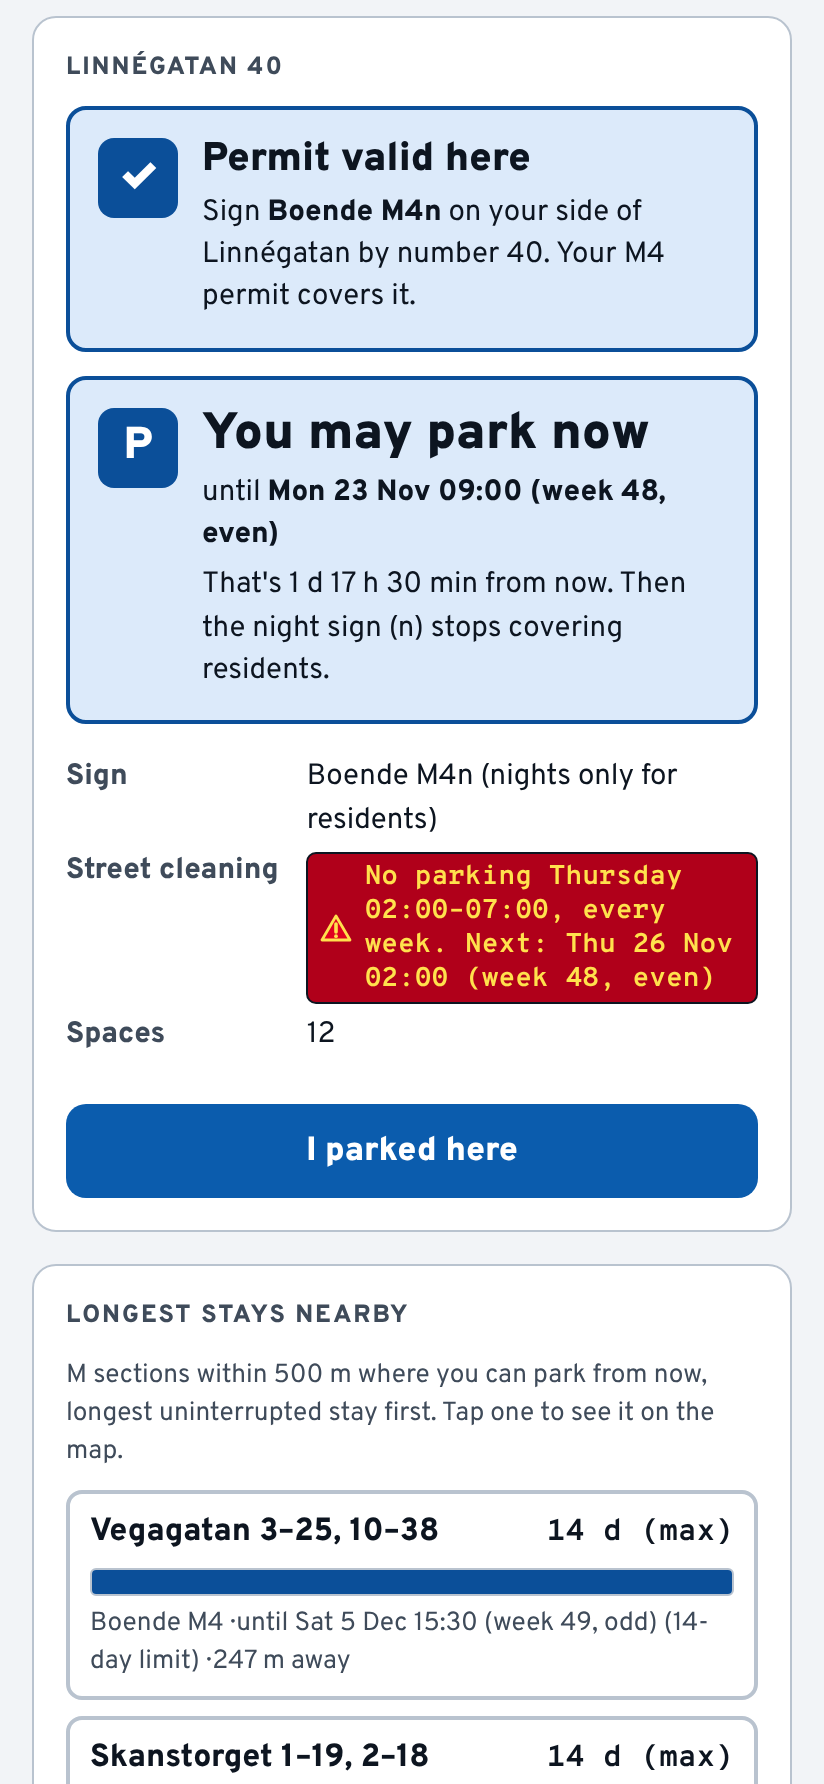 LINNÉGATAN 40
Permit valid here
Sign Boende M4n on your side of
Linnégatan by number 40. Your M4
permit covers it.
P
You may park now
until Mon 23 Nov 09:00 (week 48,
even)
That's 1 d 17 h 30 min from now. Then
the night sign (n) stops covering
residents.
Sign
Boende M4n (nights only for
residents)
Street cleaning
No parking Thursday
02:00–07:00, every
week. Next: Thu 26 Nov
02:00 (week 48, even)
Spaces
12
I parked here
LONGEST STAYS NEARBY
M sections within 500 m where you can park from now,
longest uninterrupted stay first. Tap one to see it on the
map.
Vegagatan 3–25, 10–38
14 d (max)
Boende M4 ·until Sat 5 Dec 15:30 (week 49, odd) (14-
day limit) ·247 m away
Skanstorget 1–19, 2–18
14 d (max)